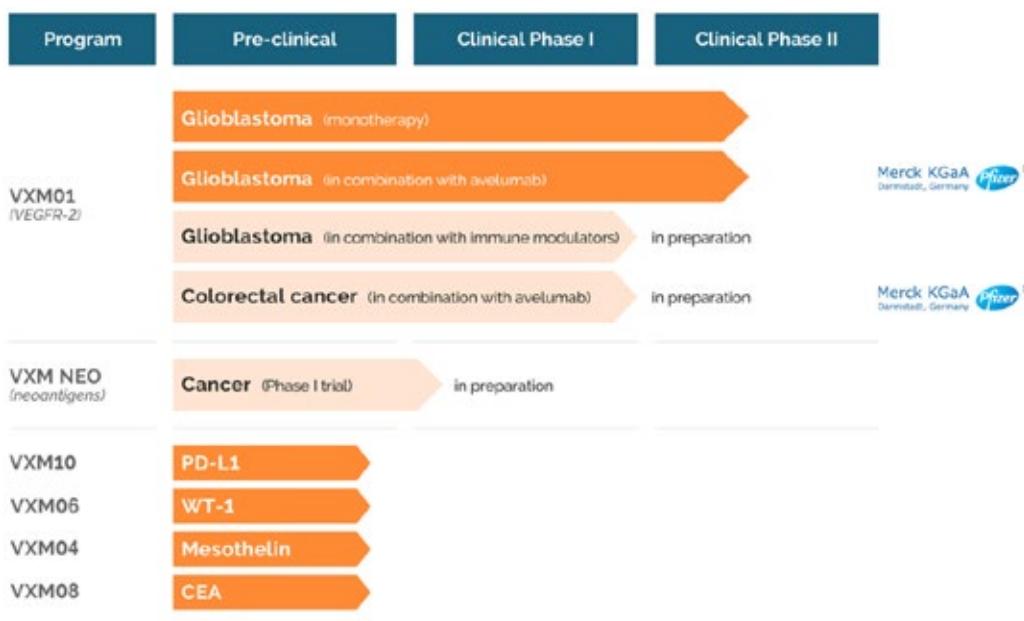 Program Pre-clinical Clinical Phase I Clinical Phase II
Glioblastoma (monotherapy)
Glioblastoma (in combination with avelumab)
Merck KGaA Pfizer
Darmstadt, Germany
VXM01
(VEGFR-2)
Glioblastoma (in combination with immune modulators) in preparation
Colorectal cancer (in combination with avelumab) in preparation
Merck KGaA Pfizer
Darmstadt, Germany
VXM NEO
(neoantigens)
Cancer (Phase I trial) in preparation
VXM10 PD-L1
VXM06 WT-1
VXM04 Mesothelin
VXM08 CEA